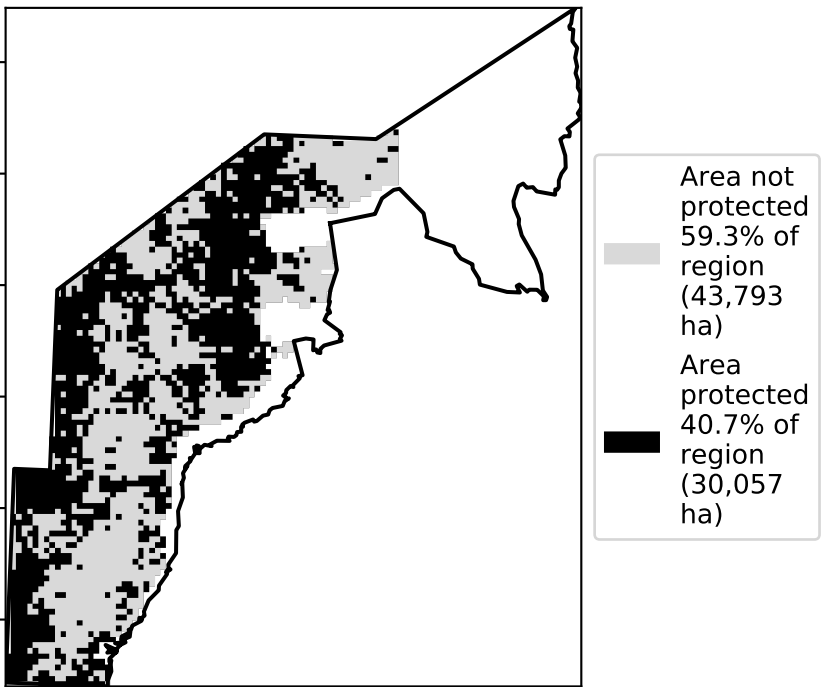 Area not
protected
59.3% of
region
(43,793
ha)
Area
protected
40.7% of
region
(30,057
ha)